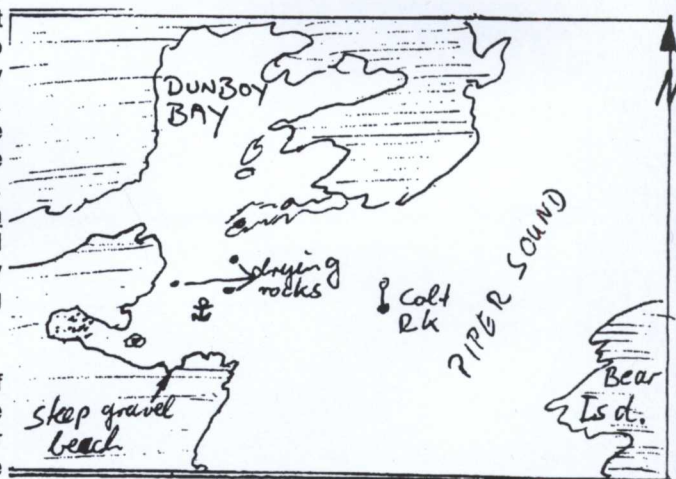 DUNBOY
BAY
N
drying
rocks
Colt
Rk
PIPER SOUND
Bear
Isd.
steep gravel
beach